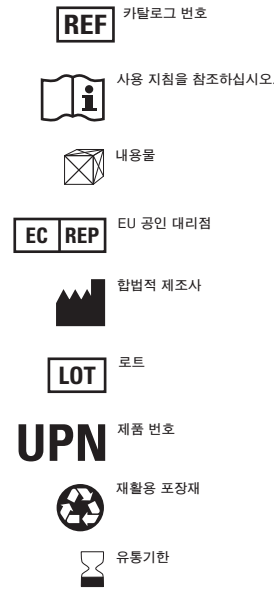 REF 카탈로그 번호
i 사용 지침을 참조하십시오.
내용물
EC REP EU 공인 대리점
합법적 제조사
LOT 로트
UPN 제품 번호
재활용 포장재
유통기한